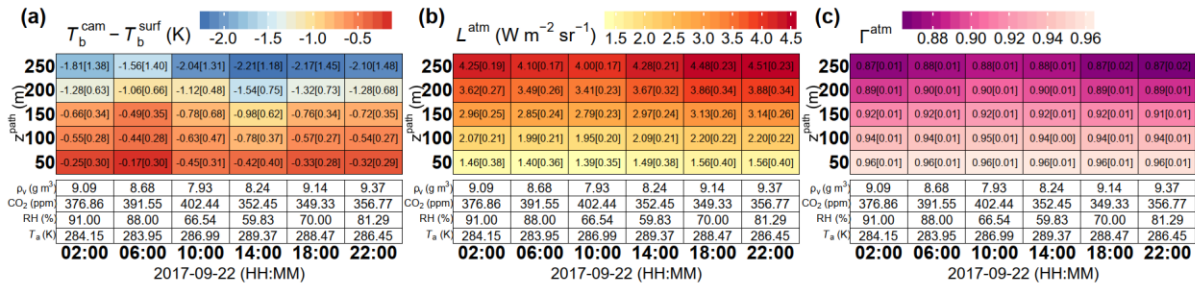 (a) T_b^cam − T_b^surf (K) -2.0 -1.5 -1.0 -0.5
250 -1.81[1.38] -1.56[1.40] -2.04[1.31] -2.21[1.18] -2.17[1.45] -2.10[1.48]
200 -1.28[0.63] -1.06[0.66] -1.12[0.48] -1.54[0.75] -1.32[0.73] -1.28[0.68]
150 -0.66[0.34] -0.49[0.35] -0.78[0.68] -0.98[0.62] -0.76[0.34] -0.72[0.35]
100 -0.55[0.28] -0.44[0.28] -0.63[0.47] -0.78[0.37] -0.57[0.27] -0.54[0.27]
50 -0.25[0.30] -0.17[0.30] -0.45[0.31] -0.42[0.40] -0.33[0.28] -0.32[0.29]
z^path (m)
ρ_v (g m³) 9.09 8.68 7.93 8.24 9.14 9.37
CO₂ (ppm) 376.86 391.55 402.44 352.45 349.33 356.77
RH (%) 91.00 88.00 66.54 59.83 70.00 81.29
T_a (K) 284.15 283.95 286.99 289.37 288.47 286.45
02:00 06:00 10:00 14:00 18:00 22:00
2017-09-22 (HH:MM)
(b) L^atm (W m⁻² sr⁻¹) 1.5 2.0 2.5 3.0 3.5 4.0 4.5
250 4.25[0.19] 4.10[0.17] 4.00[0.17] 4.28[0.21] 4.48[0.23] 4.51[0.23]
200 3.62[0.27] 3.49[0.26] 3.41[0.23] 3.67[0.32] 3.86[0.34] 3.88[0.34]
150 2.96[0.25] 2.85[0.24] 2.79[0.23] 2.97[0.24] 3.13[0.26] 3.14[0.26]
100 2.07[0.21] 1.99[0.21] 1.95[0.20] 2.09[0.21] 2.20[0.22] 2.20[0.22]
50 1.46[0.38] 1.40[0.36] 1.39[0.35] 1.49[0.38] 1.56[0.40] 1.56[0.40]
z^path (m)
ρ_v (g m³) 9.09 8.68 7.93 8.24 9.14 9.37
CO₂ (ppm) 376.86 391.55 402.44 352.45 349.33 356.77
RH (%) 91.00 88.00 66.54 59.83 70.00 81.29
T_a (K) 284.15 283.95 286.99 289.37 288.47 286.45
02:00 06:00 10:00 14:00 18:00 22:00
2017-09-22 (HH:MM)
(c) Γ^atm 0.88 0.90 0.92 0.94 0.96
250 0.87[0.01] 0.88[0.01] 0.88[0.01] 0.88[0.01] 0.87[0.02] 0.87[0.02]
200 0.89[0.01] 0.90[0.01] 0.90[0.01] 0.90[0.01] 0.89[0.01] 0.89[0.01]
150 0.92[0.01] 0.92[0.01] 0.92[0.01] 0.92[0.01] 0.92[0.01] 0.91[0.01]
100 0.94[0.01] 0.94[0.01] 0.95[0.01] 0.94[0.00] 0.94[0.01] 0.94[0.01]
50 0.96[0.01] 0.96[0.01] 0.96[0.01] 0.96[0.01] 0.96[0.01] 0.96[0.01]
z^path (m)
ρ_v (g m³) 9.09 8.68 7.93 8.24 9.14 9.37
CO₂ (ppm) 376.86 391.55 402.44 352.45 349.33 356.77
RH (%) 91.00 88.00 66.54 59.83 70.00 81.29
T_a (K) 284.15 283.95 286.99 289.37 288.47 286.45
02:00 06:00 10:00 14:00 18:00 22:00
2017-09-22 (HH:MM)